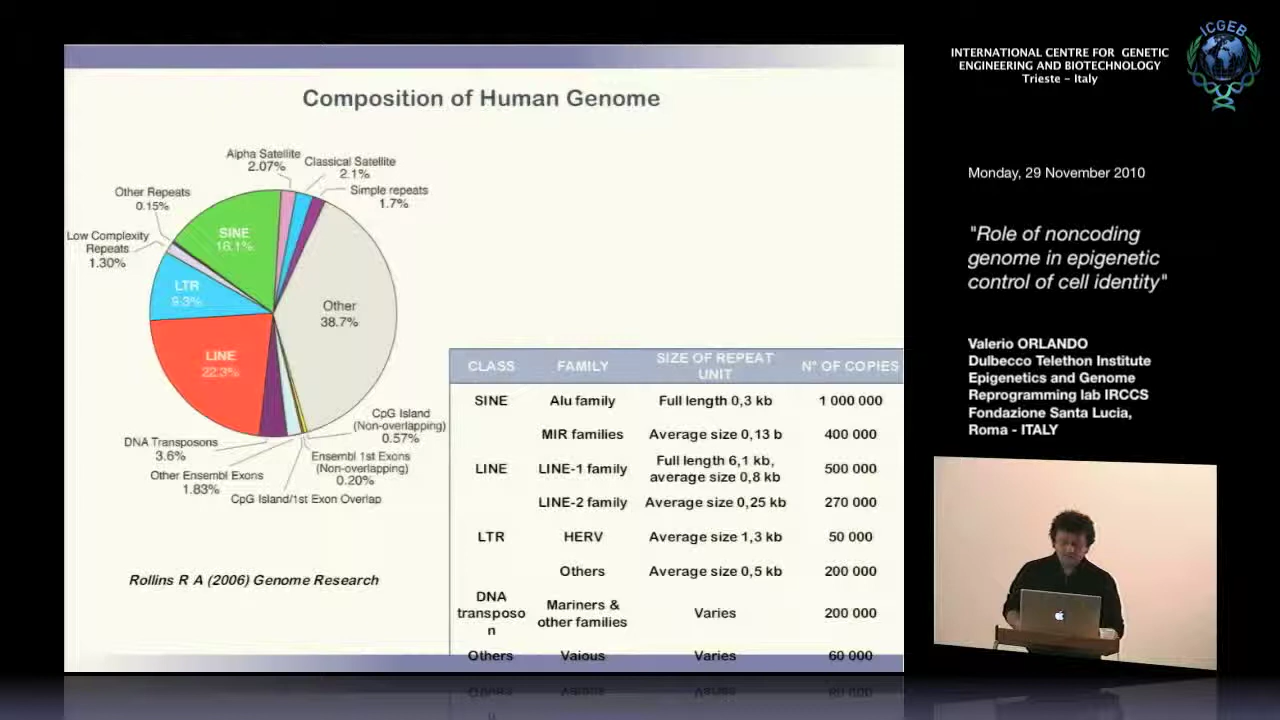 Composition of Human Genome
Alpha Satellite
2.07%
Classical Satellite
2.1%
Simple repeats
1.7%
Other Repeats
0.15%
Low Complexity
Repeats
1.30%
SINE
16.1%
LTR
9.3%
LINE
22.3%
Other
38.7%
CpG Island
(Non-overlapping)
0.57%
DNA Transposons
3.6%
Ensembl 1st Exons
(Non-overlapping)
0.20%
Other Ensembl Exons
1.83%
CpG Island/1st Exon Overlap
Rollins R A (2006) Genome Research
CLASS FAMILY SIZE OF REPEAT UNIT N° OF COPIES
SINE Alu family Full length 0,3 kb 1 000 000
MIR families Average size 0,13 b 400 000
LINE LINE-1 family Full length 6,1 kb, average size 0,8 kb 500 000
LINE-2 family Average size 0,25 kb 270 000
LTR HERV Average size 1,3 kb 50 000
Others Average size 0,5 kb 200 000
DNA transposon Mariners & other families Varies 200 000
Others Vaious Varies 60 000
INTERNATIONAL CENTRE FOR GENETIC
ENGINEERING AND BIOTECHNOLOGY
Trieste - Italy
ICGEB
Monday, 29 November 2010
"Role of noncoding
genome in epigenetic
control of cell identity"
Valerio ORLANDO
Dulbecco Telethon Institute
Epigenetics and Genome
Reprogramming lab IRCCS
Fondazione Santa Lucia,
Roma - ITALY